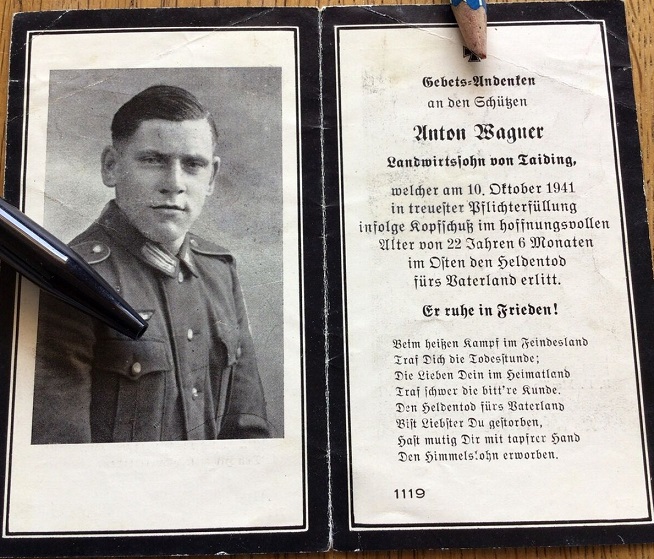 Gebets-Andenken
an den Schützen
Anton Wagner
Landwirtssohn von Taiding,
welcher am 10. Oktober 1941
in treuester Pflichterfüllung
infolge Kopfschuß im hoffnungsvollen
Alter von 22 Jahren 6 Monaten
im Osten den Heldentod
fürs Vaterland erlitt.
Er ruhe in Frieden!
Beim heißen Kampf im Feindesland
Traf Dich die Todesstunde;
Die Lieben Dein im Heimatland
Traf schwer die bitt're Kunde.
Den Heldentod fürs Vaterland
Bist Liebster Du gestorben,
Hast mutig Dir mit tapfrer Hand
Den Himmelslohn erworben.
1119